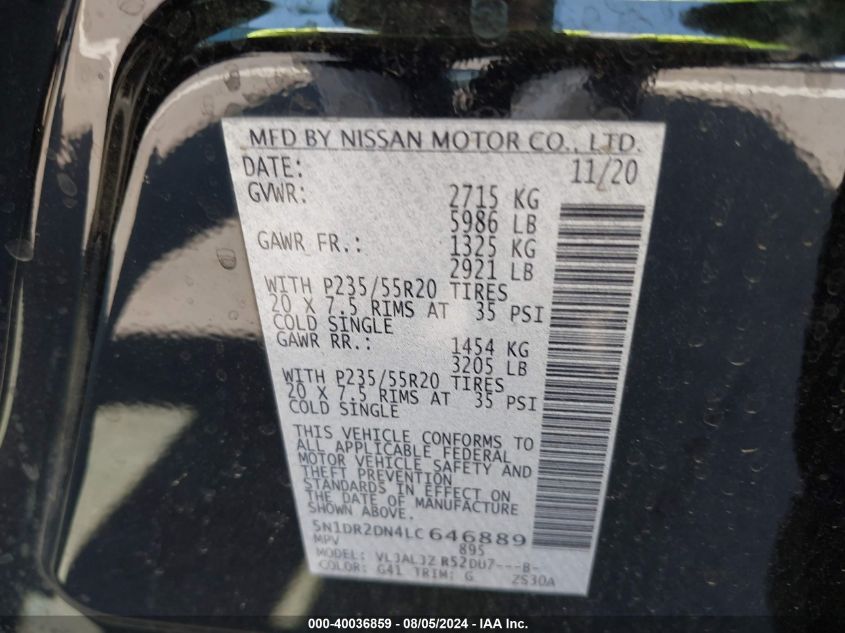 MFD BY NISSAN MOTOR CO., LTD.
DATE: 11/20
GVWR: 2715 KG
5986 LB
GAWR FR.: 1325 KG
2921 LB
WITH P235/55R20 TIRES
20 X 7.5 RIMS AT 35 PSI
COLD SINGLE
GAWR RR.: 1454 KG
3205 LB
WITH P235/55R20 TIRES
20 X 7.5 RIMS AT 35 PSI
COLD SINGLE
THIS VEHICLE CONFORMS TO
ALL APPLICABLE FEDERAL
MOTOR VEHICLE SAFETY AND
THEFT PREVENTION
STANDARDS IN EFFECT ON
THE DATE OF MANUFACTURE
SHOWN ABOVE.
5N1DR2DN4LC646889
MPV 895
MODEL: VL3AL3Z R52DU7---B-
COLOR: G41 TRIM: G ZS30A
000-40036859 - 08/05/2024 - IAA Inc.